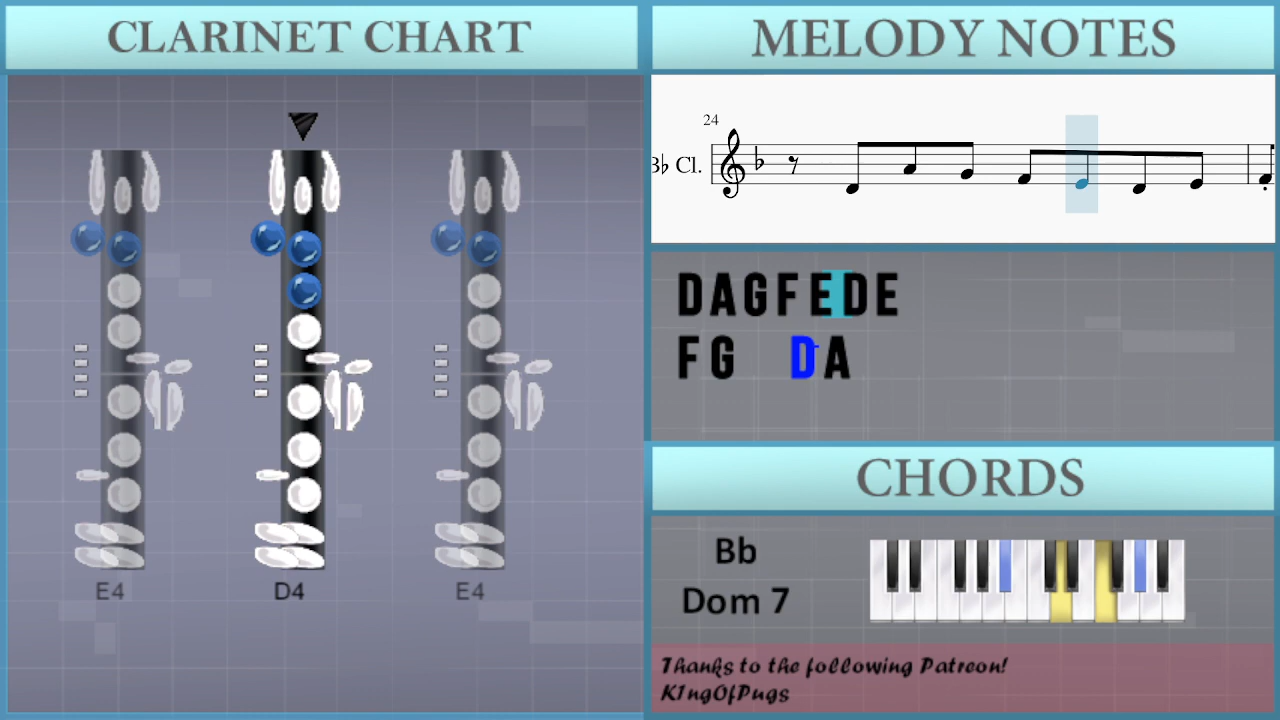 CLARINET CHART
E4
D4
E4
MELODY NOTES
24
B♭ Cl.
DAGFEDE
FG DA
CHORDS
Bb
Dom 7
Thanks to the following Patreon!
K1ngOfPugs